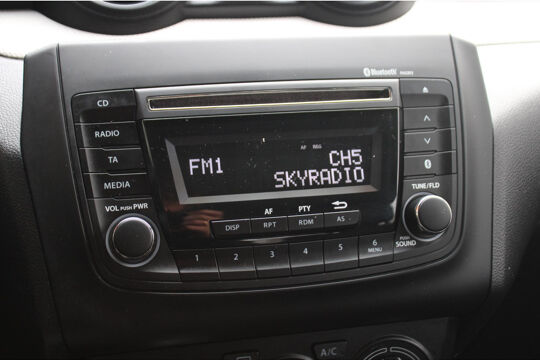 Bluetooth
CD
RADIO
TA
MEDIA
VOL PUSH PWR
AF REG
FM1
CH5
SKYRADIO
AF
PTY
DISP
RPT
RDM
AS
1
2
3
4
5
6
MENU
TUNE/FLD
PUSH
SOUND
A/C